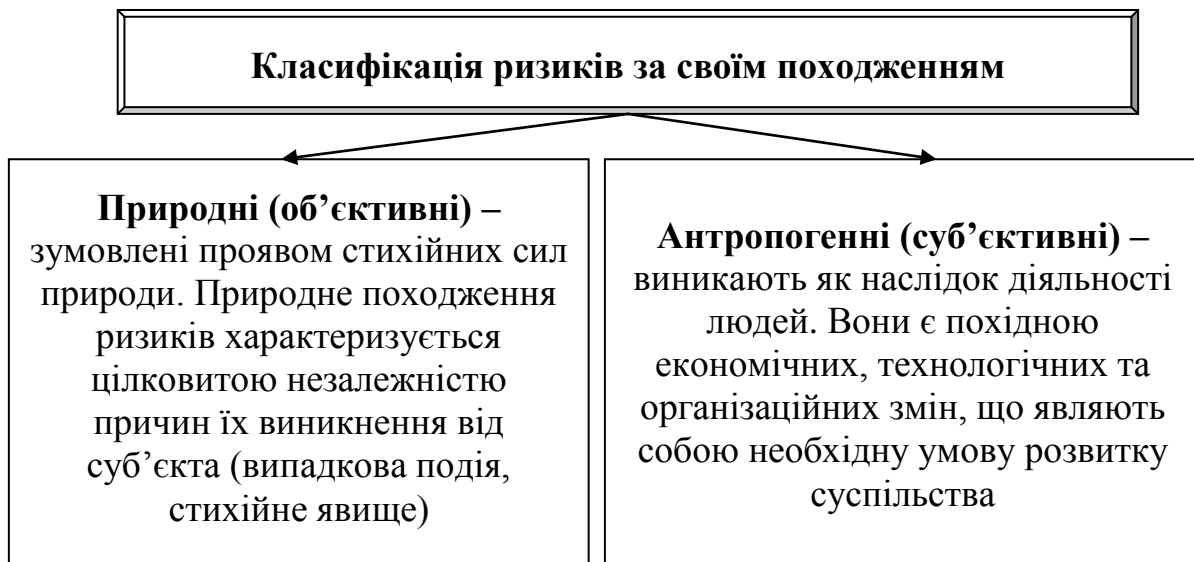 Класифікація ризиків за своїм походженням
Природні (об’єктивні) –
зумовлені проявом стихійних сил
природи. Природне походження
ризиків характеризується
цілковитою незалежністю
причин їх виникнення від
суб’єкта (випадкова подія,
стихійне явище)
Антропогенні (суб’єктивні) –
виникають як наслідок діяльності
людей. Вони є похідною
економічних, технологічних та
організаційних змін, що являють
собою необхідну умову розвитку
суспільства